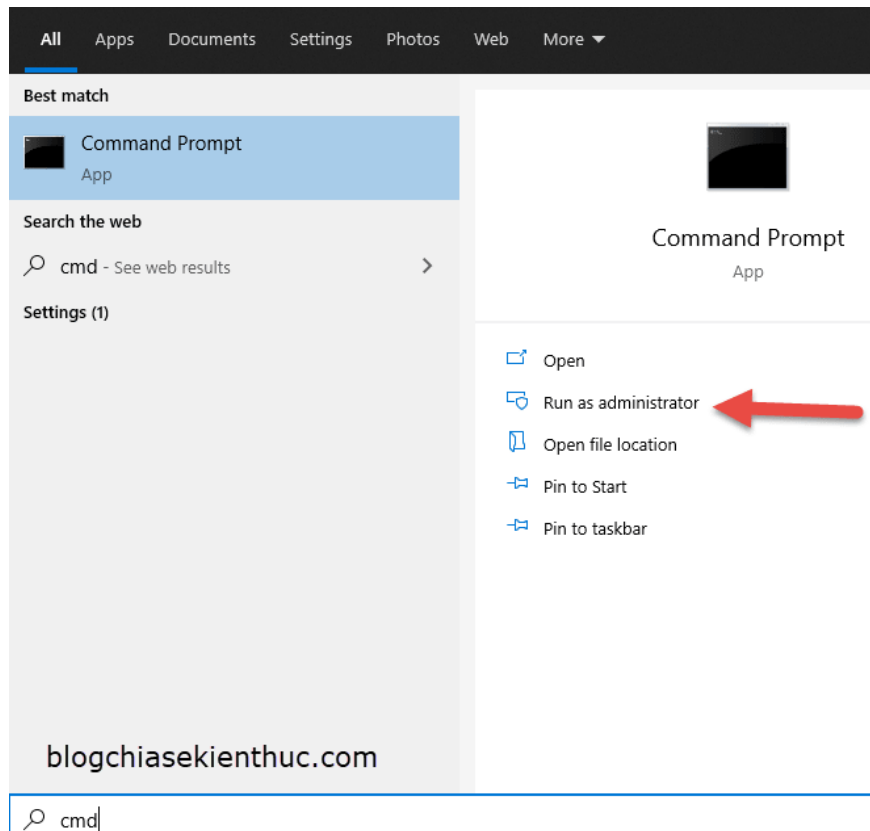 All Apps Documents Settings Photos Web More
Best match
Command Prompt
App
Search the web
cmd - See web results
Settings (1)
Command Prompt
App
Open
Run as administrator
Open file location
Pin to Start
Pin to taskbar
blogchiasekienthuc.com
cmd